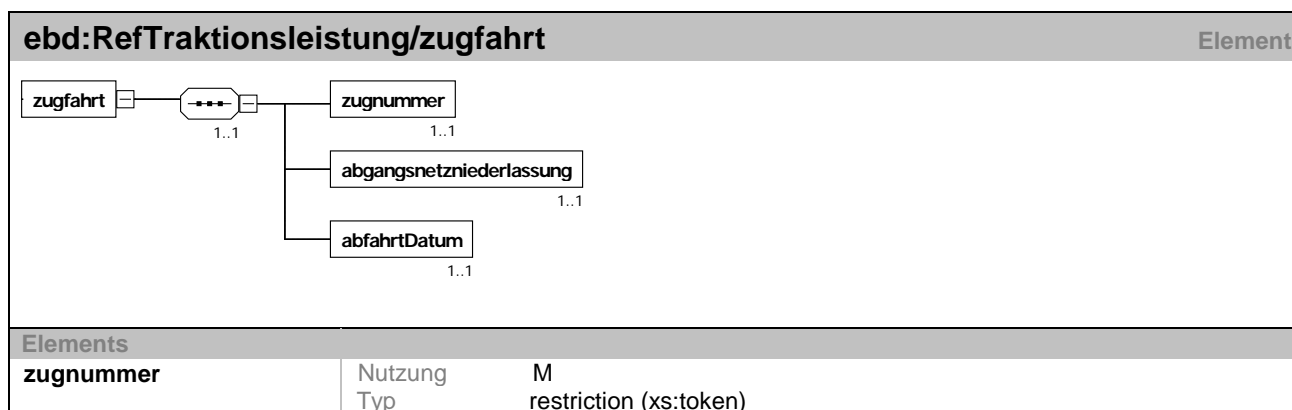 ebd:RefTraktionsleistung/zugfahrt Element
zugfahrt
1..1
zugnummer
1..1
abgangsnetzniederlassung
1..1
abfahrtDatum
1..1
Elements
zugnummer Nutzung M
Typ restriction (xs:token)